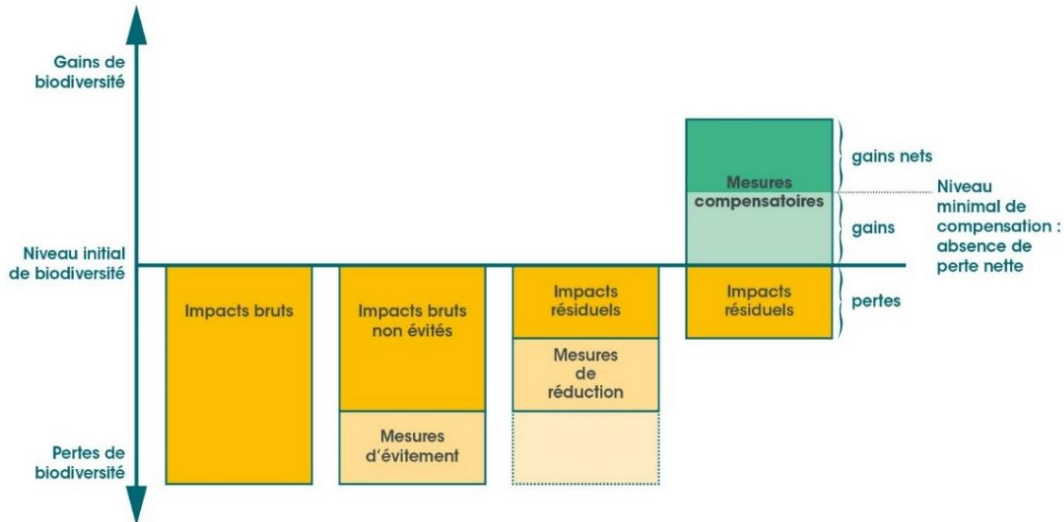 Gains de
biodiversité
Niveau initial
de biodiversité
Pertes de
biodiversité
Impacts bruts
Impacts bruts
non évités
Mesures
d'évitement
Impacts
résiduels
Mesures
de
réduction
Mesures
compensatoires
Impacts
résiduels
gains nets
gains
pertes
Niveau
minimal de
compensation :
absence de
perte nette